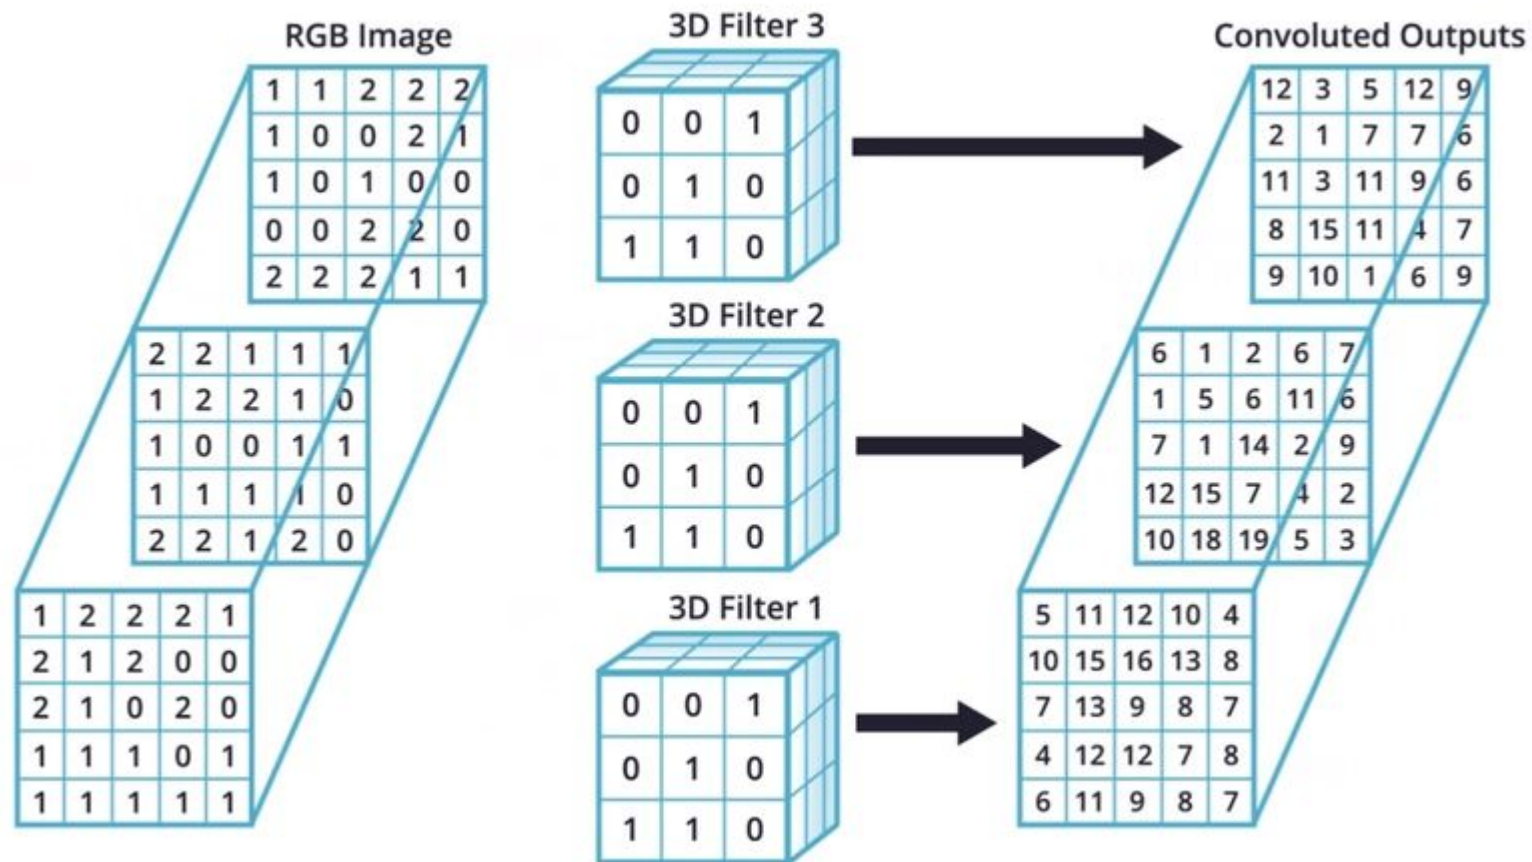 RGB Image
1 1 2 2 2
1 0 0 2 1
1 0 1 0 0
0 0 2 2 0
2 2 2 1 1
2 2 1 1 1
1 2 2 1 0
1 0 0 1 1
1 1 1 1 0
2 2 1 2 0
1 2 2 2 1
2 1 2 0 0
2 1 0 2 0
1 1 1 0 1
1 1 1 1 1
3D Filter 3
0 0 1
0 1 0
1 1 0
3D Filter 2
0 0 1
0 1 0
1 1 0
3D Filter 1
0 0 1
0 1 0
1 1 0
Convoluted Outputs
12 3 5 12 9
2 1 7 7 6
11 3 11 9 6
8 15 11 4 7
9 10 1 6 9
6 1 2 6 7
1 5 6 11 6
7 1 14 2 9
12 15 7 4 2
10 18 19 5 3
5 11 12 10 4
10 15 16 13 8
7 13 9 8 7
4 12 12 7 8
6 11 9 8 7